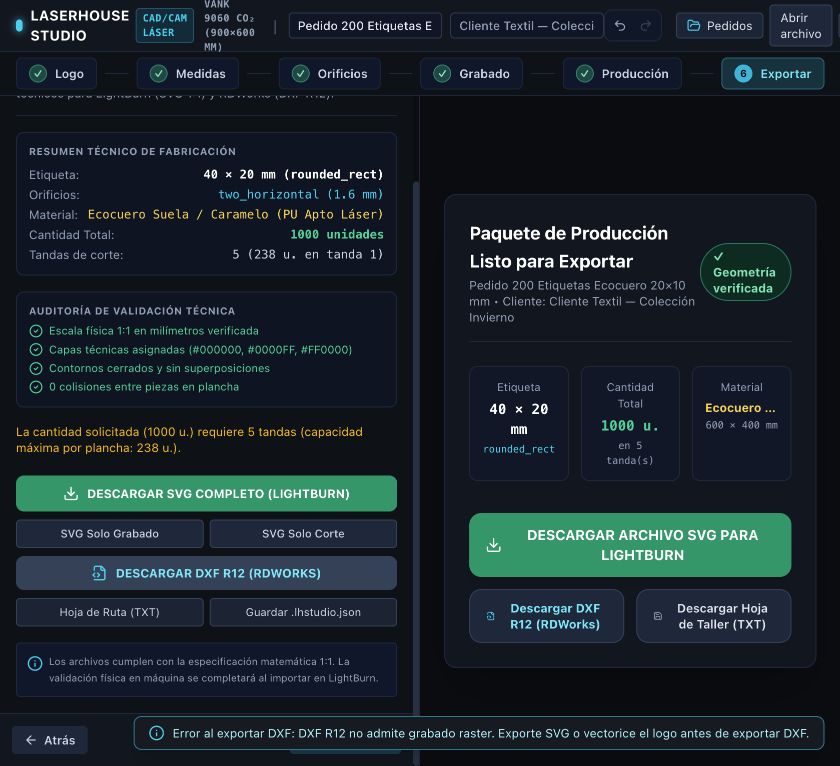 LASERHOUSE STUDIO
CAD/CAM LÁSER
VANK 9060 CO₂ (900×600 MM)
Pedido 200 Etiquetas E
Cliente Textil — Colecci
Pedidos
Abrir archivo
Logo
Medidas
Orificios
Grabado
Producción
6 Exportar
RESUMEN TÉCNICO DE FABRICACIÓN
Etiqueta: 40 × 20 mm (rounded_rect)
Orificios: two_horizontal (1.6 mm)
Material: Ecocuero Suela / Caramelo (PU Apto Láser)
Cantidad Total: 1000 unidades
Tandas de corte: 5 (238 u. en tanda 1)
AUDITORÍA DE VALIDACIÓN TÉCNICA
Escala física 1:1 en milímetros verificada
Capas técnicas asignadas (#000000, #0000FF, #FF0000)
Contornos cerrados y sin superposiciones
0 colisiones entre piezas en plancha
La cantidad solicitada (1000 u.) requiere 5 tandas (capacidad
máxima por plancha: 238 u.).
DESCARGAR SVG COMPLETO (LIGHTBURN)
SVG Solo Grabado
SVG Solo Corte
DESCARGAR DXF R12 (RDWORKS)
Hoja de Ruta (TXT)
Guardar .lhstudio.json
Los archivos cumplen con la especificación matemática 1:1. La
validación física en máquina se completará al importar en LightBurn.
Atrás
Paquete de Producción
Listo para Exportar
Pedido 200 Etiquetas Ecocuero 20×10
mm • Cliente: Cliente Textil — Colección
Invierno
✓
Geometría
verificada
Etiqueta
40 × 20
mm
rounded_rect
Cantidad
Total
1000 u.
en 5
tanda(s)
Material
Ecocuero ...
600 × 400 mm
DESCARGAR ARCHIVO SVG PARA
LIGHTBURN
Descargar DXF
R12 (RDWorks)
Descargar Hoja
de Taller (TXT)
Error al exportar DXF: DXF R12 no admite grabado raster. Exporte SVG o vectorice el logo antes de exportar DXF.